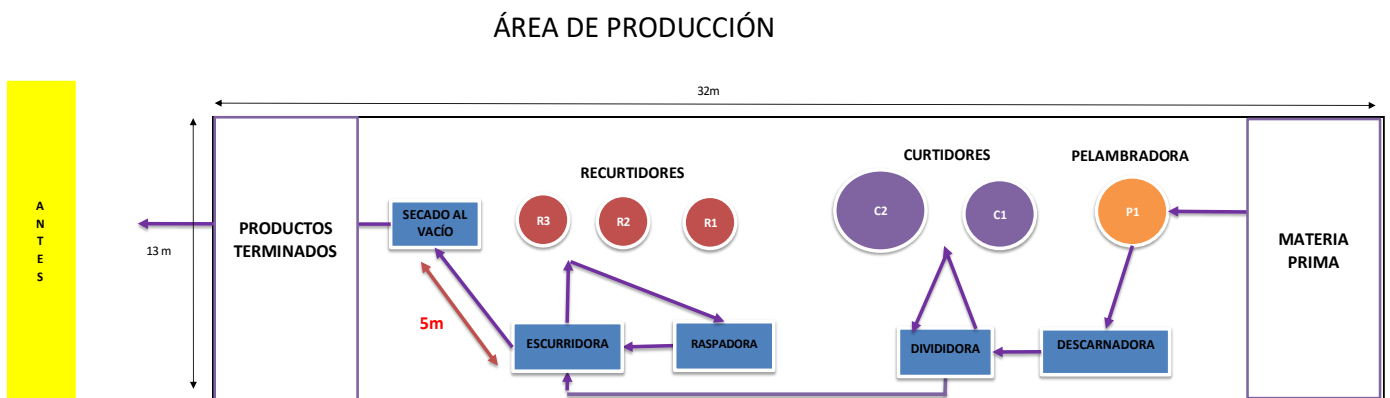 ÁREA DE PRODUCCIÓN
32m
A
N
T
E
S
13 m
PRODUCTOS
TERMINADOS
SECADO AL
VACÍO
5m
RECURTIDORES
R3
R2
R1
ESCURRIDORA
RASPADORA
CURTIDORES
C2
C1
DIVIDIDORA
PELAMBRADORA
P1
DESCARNADORA
MATERIA
PRIMA